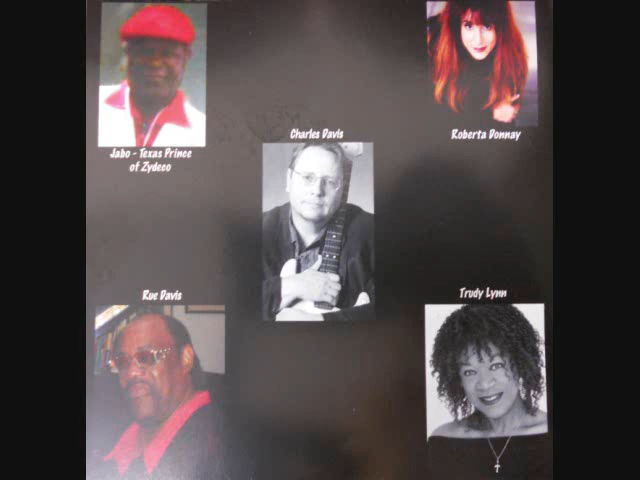 Jabo - Texas Prince
of Zydeco
Charles Davis
Roberta Donnay
Rue Davis
Trudy Lynn